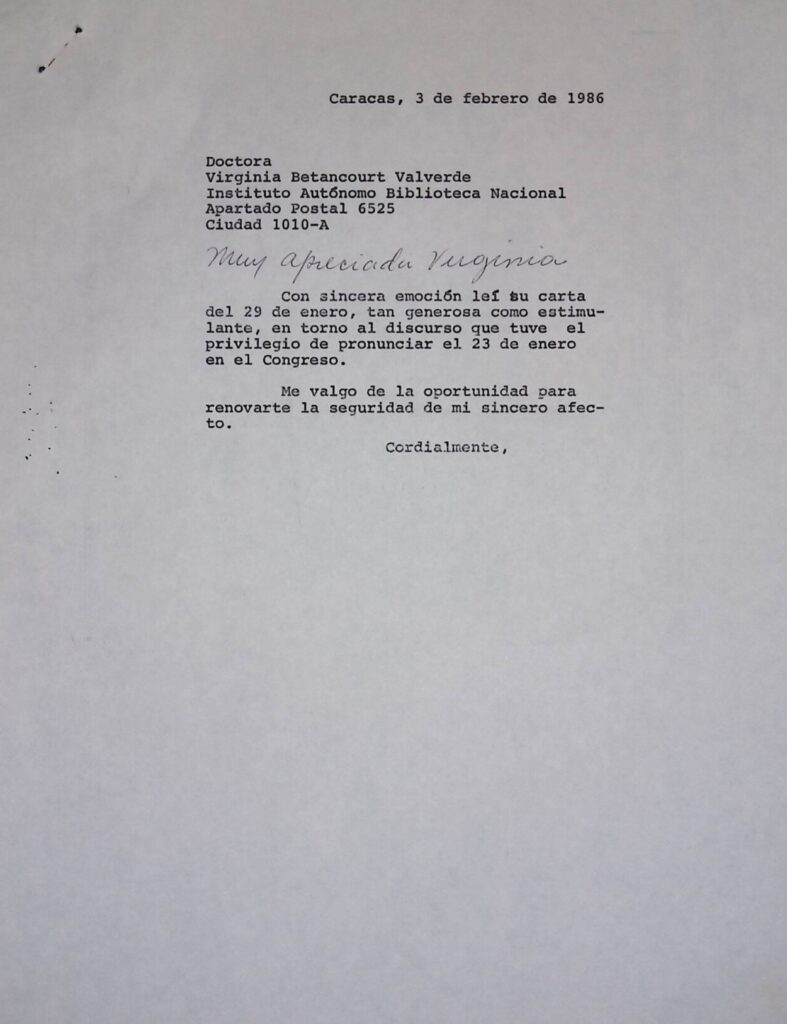 Caracas, 3 de febrero de 1986
Doctora
Virginia Betancourt Valverde
Instituto Autónomo Biblioteca Nacional
Apartado Postal 6525
Ciudad 1010-A
Muy apreciada Virginia
Con sincera emoción leí tu carta
del 29 de enero, tan generosa como estimu-
lante, en torno al discurso que tuve el
privilegio de pronunciar el 23 de enero
en el Congreso.
Me valgo de la oportunidad para
renovarte la seguridad de mi sincero afec-
to.
Cordialmente,